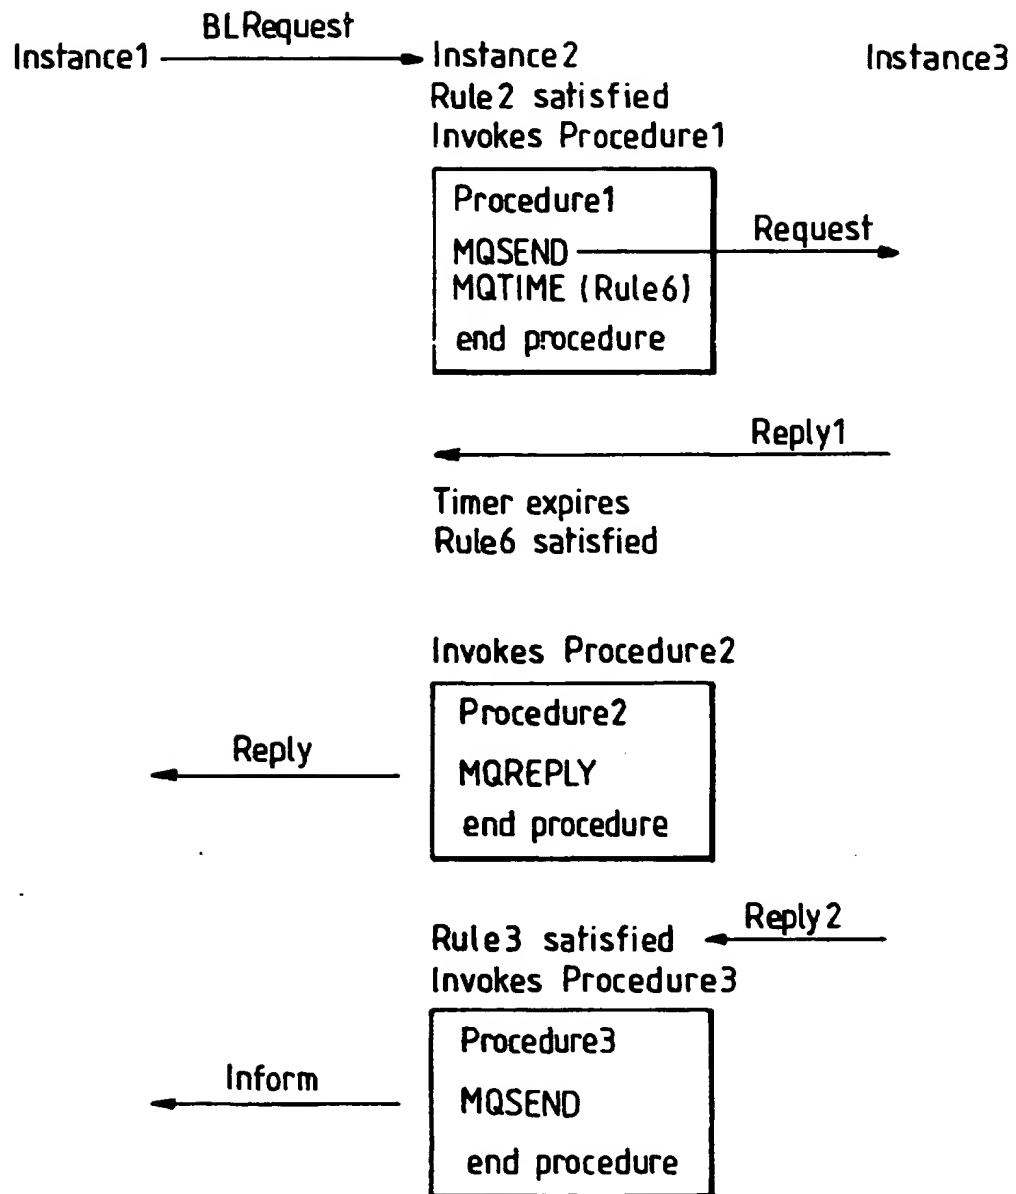 BLRequest
Instance1
Instance2
Instance3
Rule2 satisfied
Invokes Procedure1
Procedure1
Request
MQSEND
MQTIME (Rule6)
end procedure
Reply1
Timer expires
Rule6 satisfied
Invokes Procedure2
Procedure2
Reply
MQREPLY
end procedure
Reply2
Rule3 satisfied
Invokes Procedure3
Procedure3
Inform
MQSEND
end procedure